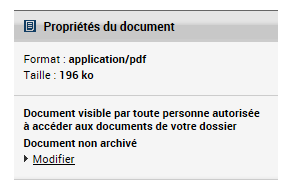 Propriétés du document
Format : application/pdf
Taille : 196 ko
Document visible par toute personne autorisée
à accéder aux documents de votre dossier
Document non archivé
Modifier